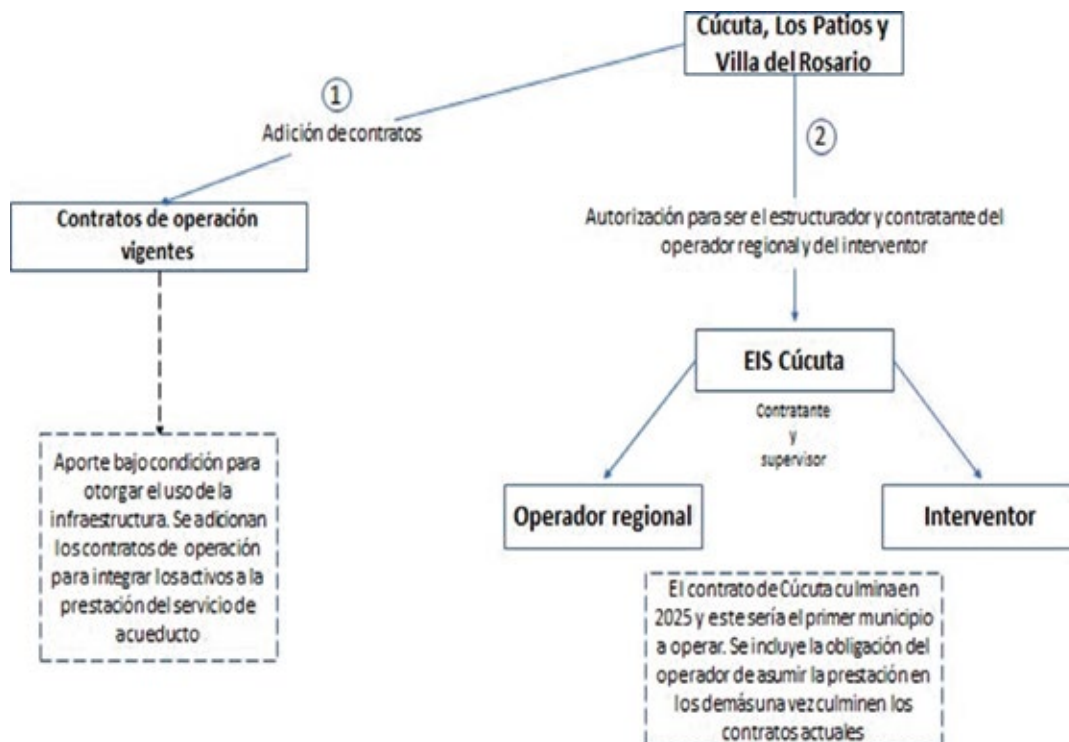 Cúcuta, Los Patios y
Villa del Rosario
1
Adición de contratos
2
Contratos de operación
vigentes
Autorización para ser el estructurador y contratante del
operador regional y del interventor
EIS Cúcuta
Contratante
y
supervisor
Aporte bajo condición para
otorgar el uso de la
infraestructura. Se adicionan
los contratos de operación
para integrar los activos a la
prestación del servicio de
acueducto
Operador regional
Interventor
El contrato de Cúcuta culmina en
2025 y este sería el primer municipio
a operar. Se incluye la obligación del
operador de asumir la prestación en
los demás una vez culminen los
contratos actuales